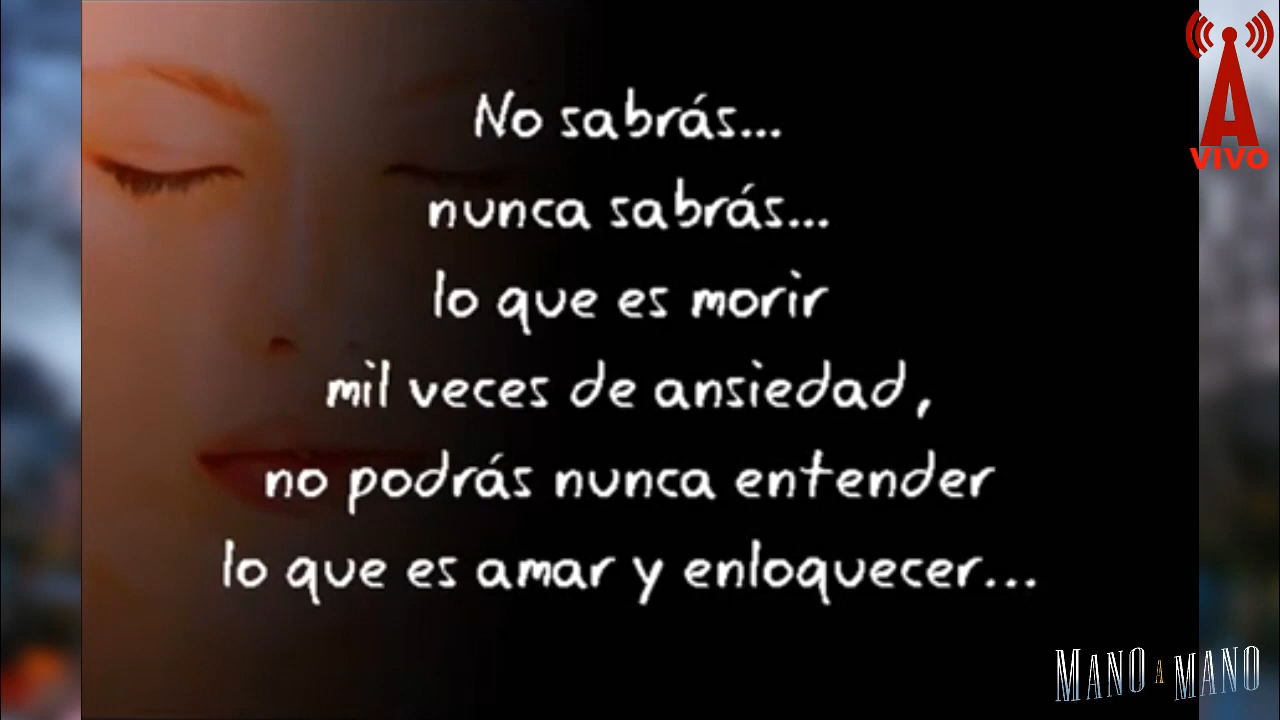 No sabrás...
nunca sabrás...
lo que es morir
mil veces de ansiedad,
no podrás nunca entender
lo que es amar y enloquecer...
A
VIVO
MANO A MANO